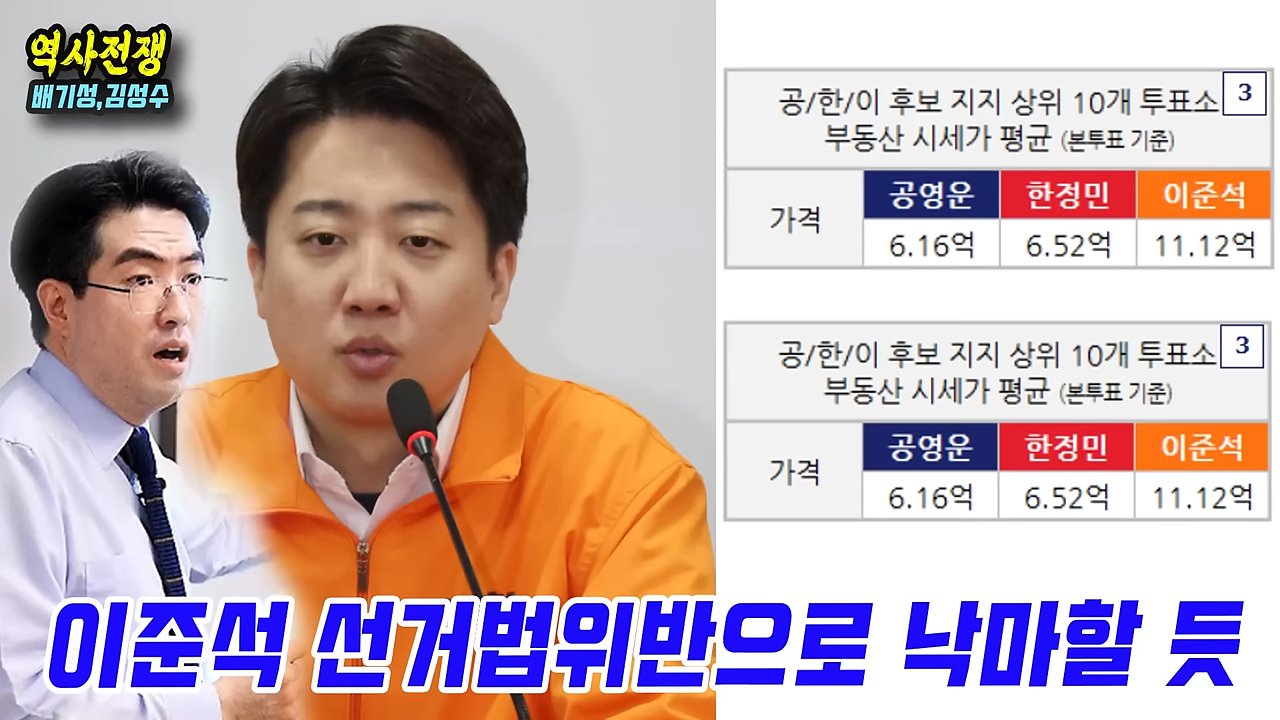 역사전쟁
배기성,김성수
공/한/이 후보 지지 상위 10개 투표소 3
부동산 시세가 평균 (본투표 기준)
가격 공영운 한정민 이준석
6.16억 6.52억 11.12억
공/한/이 후보 지지 상위 10개 투표소 3
부동산 시세가 평균 (본투표 기준)
가격 공영운 한정민 이준석
6.16억 6.52억 11.12억
이준석 선거법위반으로 낙마할 듯